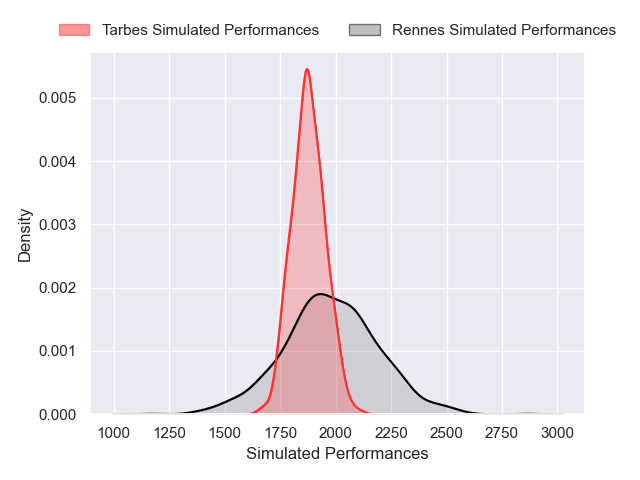 Tarbes Simulated Performances Rennes Simulated Performances
0.005
0.004
0.003
0.002
0.001
0.000
Density
1000 1250 1500 1750 2000 2250 2500 2750 3000
Simulated Performances